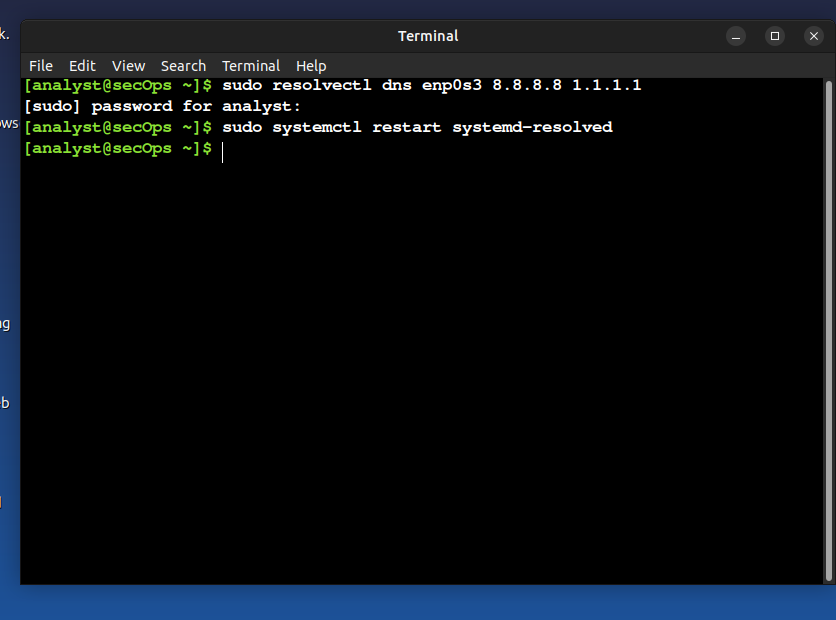 k.
Terminal
File Edit View Search Terminal Help
[analyst@secOps ~]$ sudo resolvectl dns enp0s3 8.8.8.8 1.1.1.1
[sudo] password for analyst:
ows
[analyst@secOps ~]$ sudo systemctl restart systemd-resolved
[analyst@secOps ~]$
ng
b